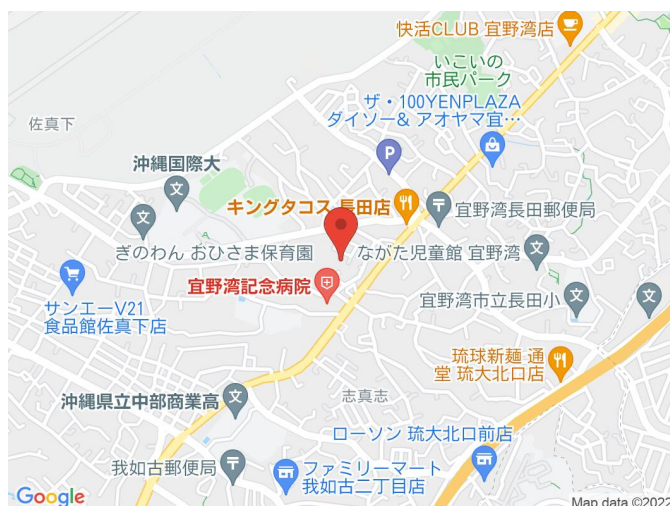 快活CLUB 宜野湾店
いこいの
市民パーク
ザ・100YENPLAZA
ダイソー& アオヤマ宜…
佐真下
沖縄国際大
キングタコス 長田店
宜野湾長田郵便局
ぎのわん おひさま保育園
ながた児童館 宜野湾
宜野湾記念病院
サンエーV21
食品館佐真下店
宜野湾市立長田小
琉球新麺 通
堂 琉大北口店
志真志
沖縄県立中部商業高
ローソン 琉大北口前店
我如古郵便局
ファミリーマート
我如古二丁目店
Google
Map data ©2022